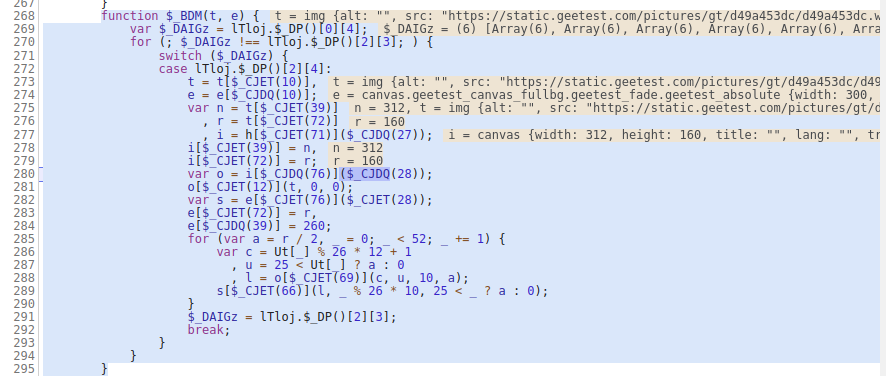 267 }
268 function $_BDM(t, e) { t = img {alt: "", src: "https://static.geetest.com/pictures/gt/d49a453dc/d49a453dc.w
269 var $_DAIGz = lTloj.$_DP()[0][4]; $_DAIGz = (6) [Array(6), Array(6), Array(6), Array(6), Array(6), Arra
270 for (; $_DAIGz !== lTloj.$_DP()[2][3]; ) {
271 switch ($_DAIGz) {
272 case lTloj.$_DP()[2][4]:
273 t = t[$_CJET(10)], t = img {alt: "", src: "https://static.geetest.com/pictures/gt/d49a453dc/d49
274 e = e[$_CJDQ(10)]; e = canvas.geetest_canvas_fullbg.geetest_fade.geetest_absolute {width: 300,
275 var n = t[$_CJET(39)] n = 312, t = img {alt: "", src: "https://static.geetest.com/pictures/gt/d
276 , r = t[$_CJET(72)] r = 160
277 , i = h[$_CJET(71)]($_CJDQ(27)); i = canvas {width: 312, height: 160, title: "", lang: "", tr
278 i[$_CJET(39)] = n, n = 312
279 i[$_CJET(72)] = r; r = 160
280 var o = i[$_CJDQ(76)]($_CJDQ(28));
281 o[$_CJET(12)](t, 0, 0);
282 var s = e[$_CJET(76)]($_CJET(28));
283 e[$_CJET(72)] = r,
284 e[$_CJDQ(39)] = 260;
285 for (var a = r / 2, _ = 0; _ < 52; _ += 1) {
286 var c = Ut[_] % 26 * 12 + 1
287 , u = 25 < Ut[_] ? a : 0
288 , l = o[$_CJET(69)](c, u, 10, a);
289 s[$_CJET(66)](l, _ % 26 * 10, 25 < _ ? a : 0);
290 }
291 $_DAIGz = lTloj.$_DP()[2][3];
292 break;
293 }
294 }
295 }